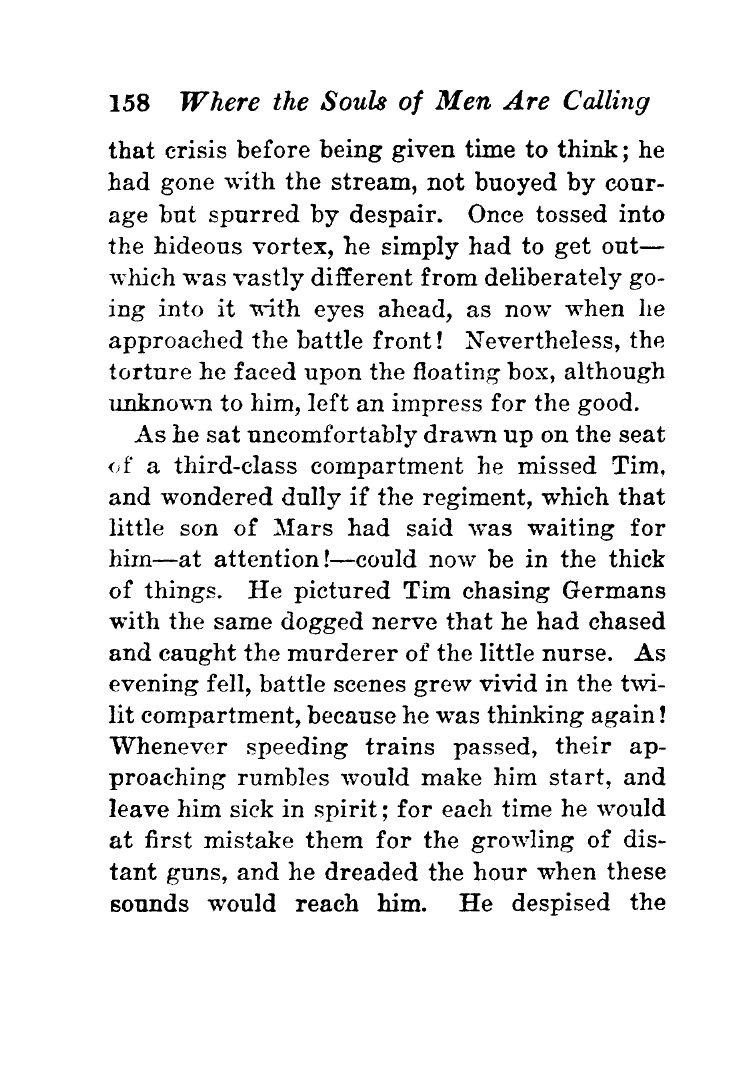 158 Where the Souls of Men Are Calling
that crisis before being given time to think; he
had gone with the stream, not buoyed by cour-
age but spurred by despair. Once tossed into
the hideous vortex, he simply had to get out—
which was vastly different from deliberately go-
ing into it with eyes ahead, as now when he
approached the battle front! Nevertheless, the
torture he faced upon the floating box, although
unknown to him, left an impress for the good.
As he sat uncomfortably drawn up on the seat
of a third-class compartment he missed Tim,
and wondered dully if the regiment, which that
little son of Mars had said was waiting for
him—at attention!—could now be in the thick
of things. He pictured Tim chasing Germans
with the same dogged nerve that he had chased
and caught the murderer of the little nurse. As
evening fell, battle scenes grew vivid in the twi-
lit compartment, because he was thinking again!
Whenever speeding trains passed, their ap-
proaching rumbles would make him start, and
leave him sick in spirit; for each time he would
at first mistake them for the growling of dis-
tant guns, and he dreaded the hour when these
sounds would reach him. He despised the